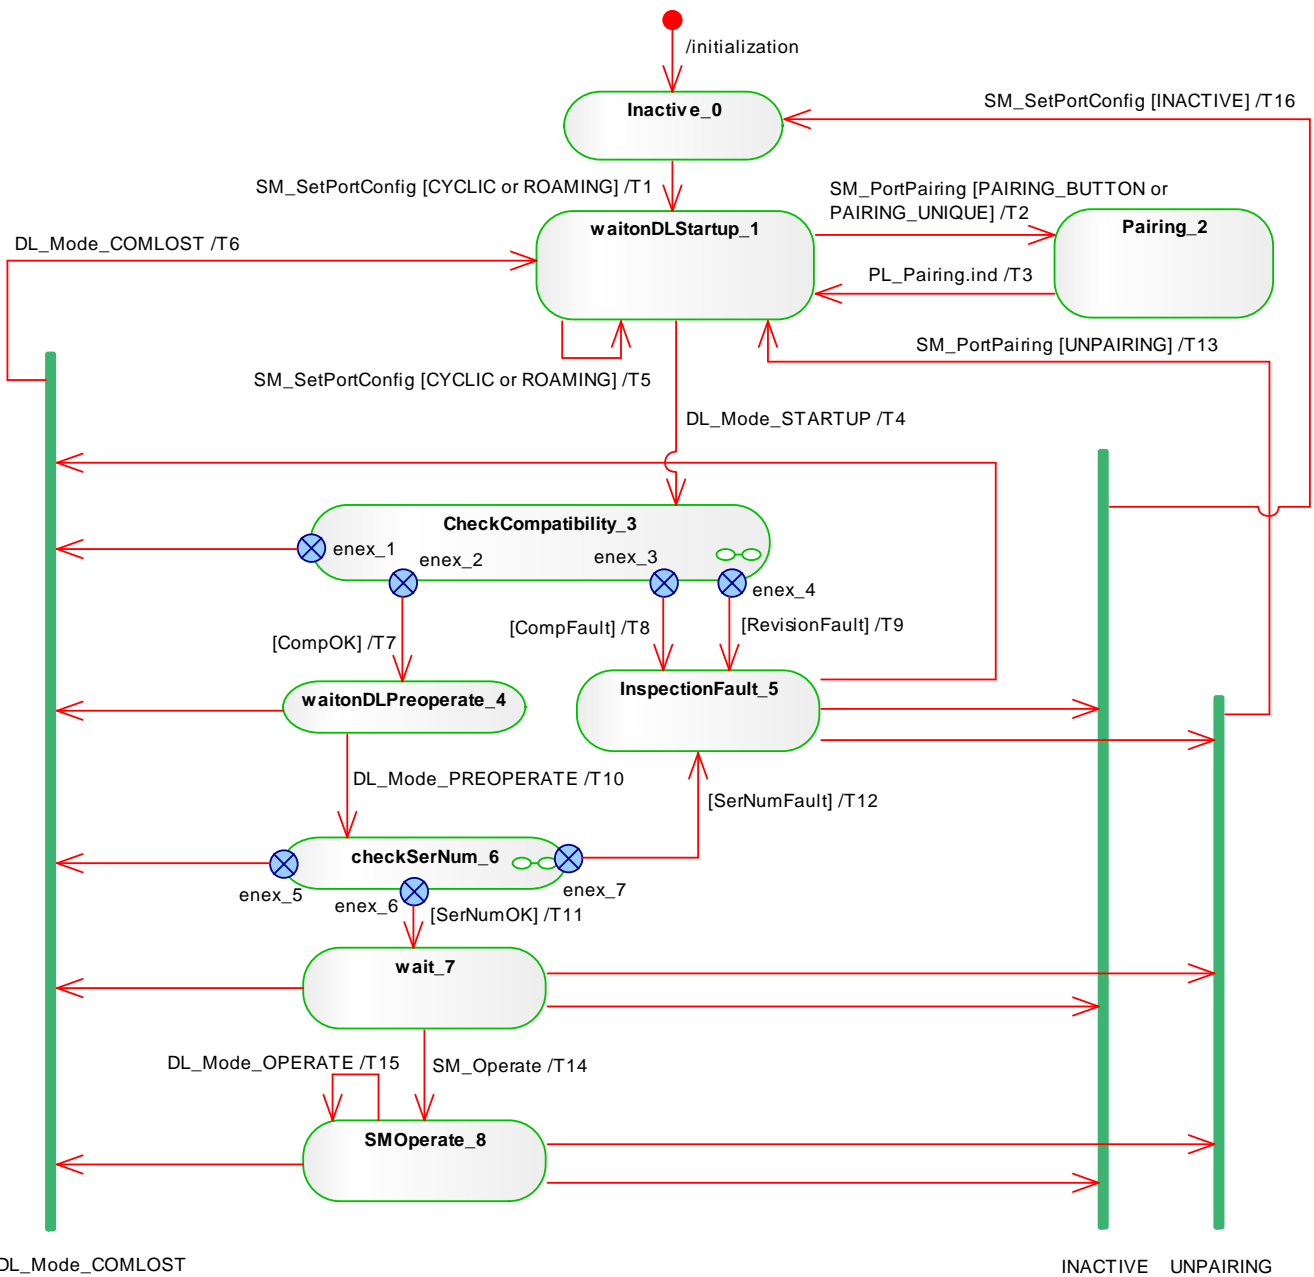 /initialization
Inactive_0
SM_SetPortConfig [INACTIVE] /T16
SM_SetPortConfig [CYCLIC or ROAMING] /T1
SM_PortPairing [PAIRING_BUTTON or
PAIRING_UNIQUE] /T2
waitonDLStartup_1
Pairing_2
DL_Mode_COMLOST /T6
PL_Pairing.ind /T3
SM_PortPairing [UNPAIRING] /T13
SM_SetPortConfig [CYCLIC or ROAMING] /T5
DL_Mode_STARTUP /T4
CheckCompatibility_3
enex_1
enex_2
enex_3
enex_4
[CompOK] /T7
[CompFault] /T8
[RevisionFault] /T9
waitonDLPreoperate_4
InspectionFault_5
DL_Mode_PREOPERATE /T10
[SerNumFault] /T12
checkSerNum_6
enex_5
enex_6
enex_7
[SerNumOK] /T11
wait_7
DL_Mode_OPERATE /T15
SM_Operate /T14
SMOperate_8
DL_Mode_COMLOST
INACTIVE
UNPAIRING